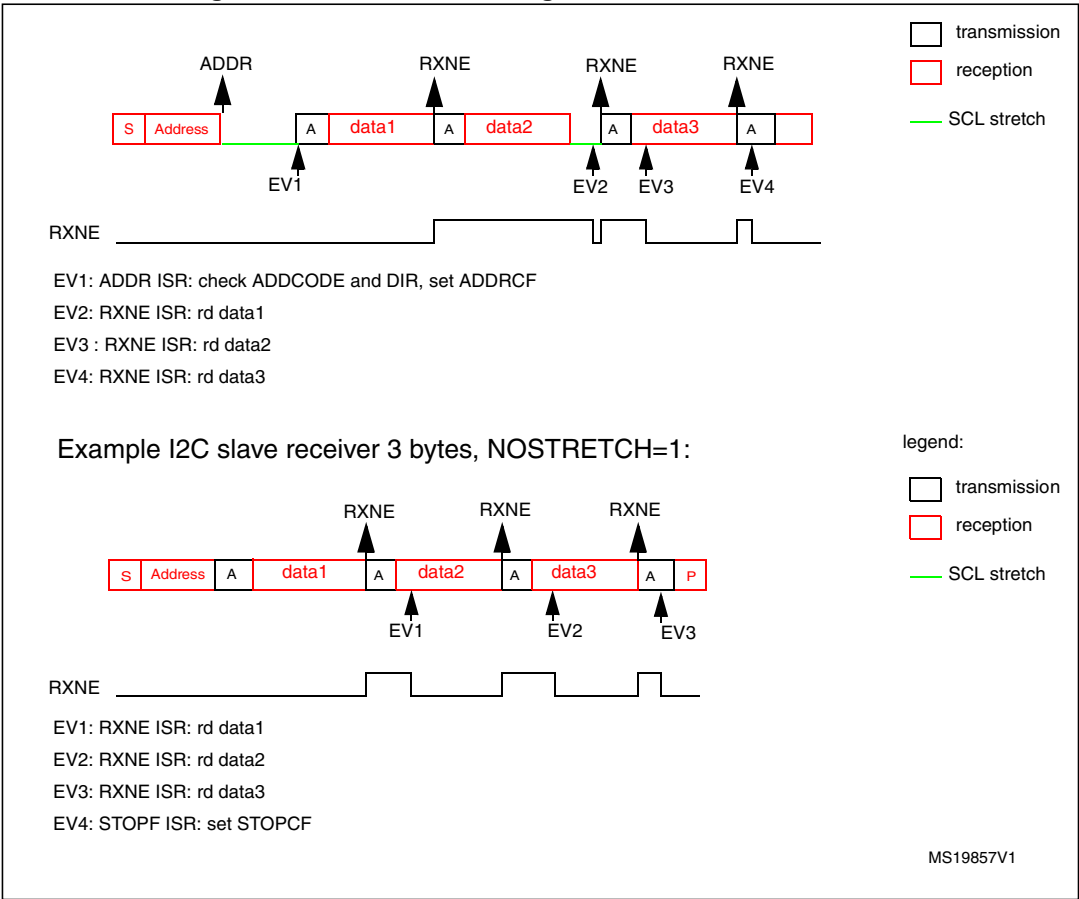 transmission
ADDR RXNE RXNE RXNE
reception
S Address A data1 A data2 A data3 A
SCL stretch
EV1 EV2 EV3 EV4
RXNE
EV1: ADDR ISR: check ADDCODE and DIR, set ADDRCF
EV2: RXNE ISR: rd data1
EV3 : RXNE ISR: rd data2
EV4: RXNE ISR: rd data3
Example I2C slave receiver 3 bytes, NOSTRETCH=1:
legend:
transmission
RXNE RXNE RXNE
reception
S Address A data1 A data2 A data3 A P
SCL stretch
EV1 EV2 EV3
RXNE
EV1: RXNE ISR: rd data1
EV2: RXNE ISR: rd data2
EV3: RXNE ISR: rd data3
EV4: STOPF ISR: set STOPCF
MS19857V1